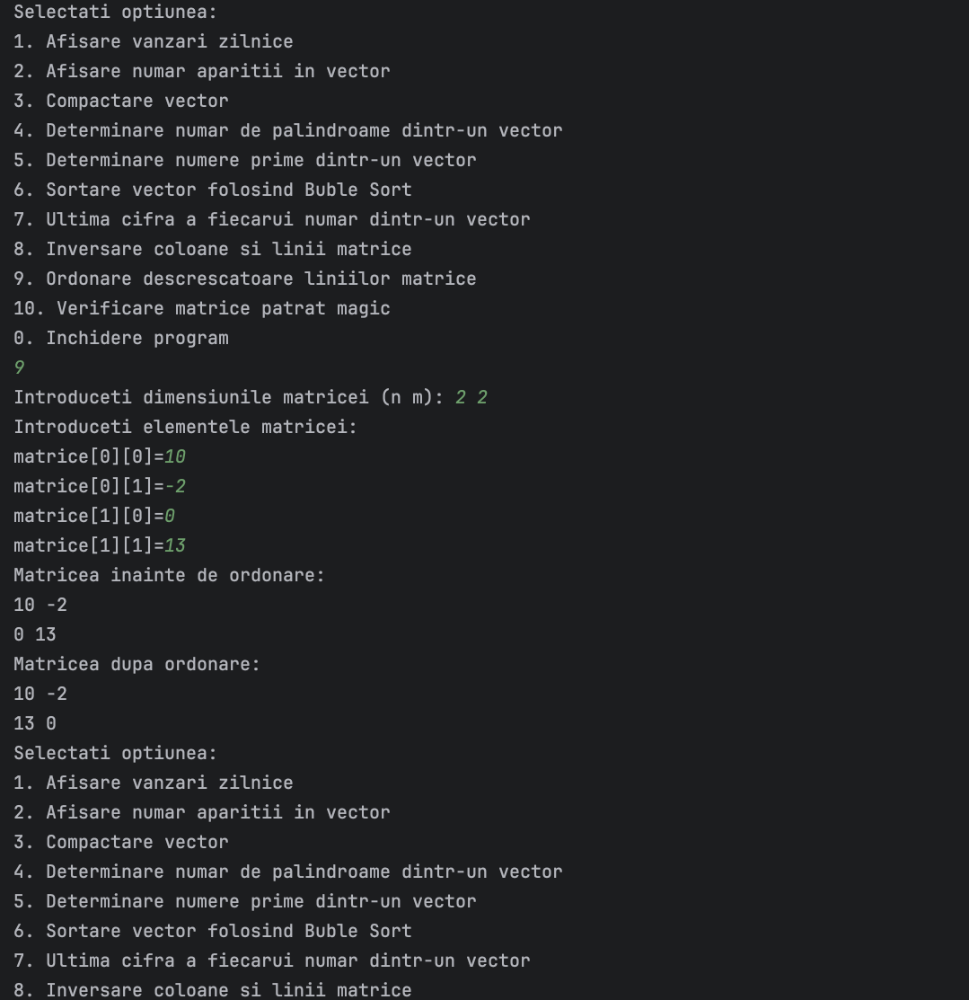 Selectati optiunea:
1. Afisare vanzari zilnice
2. Afisare numar aparitii in vector
3. Compactare vector
4. Determinare numar de palindroame dintr-un vector
5. Determinare numere prime dintr-un vector
6. Sortare vector folosind Buble Sort
7. Ultima cifra a fiecarui numar dintr-un vector
8. Inversare coloane si linii matrice
9. Ordonare descrescatoare liniilor matrice
10. Verificare matrice patrat magic
0. Inchidere program
9
Introduceti dimensiunile matricei (n m): 2 2
Introduceti elementele matricei:
matrice[0][0]=10
matrice[0][1]=-2
matrice[1][0]=0
matrice[1][1]=13
Matricea inainte de ordonare:
10 -2
0 13
Matricea dupa ordonare:
10 -2
13 0
Selectati optiunea:
1. Afisare vanzari zilnice
2. Afisare numar aparitii in vector
3. Compactare vector
4. Determinare numar de palindroame dintr-un vector
5. Determinare numere prime dintr-un vector
6. Sortare vector folosind Buble Sort
7. Ultima cifra a fiecarui numar dintr-un vector
8. Inversare coloane si linii matrice